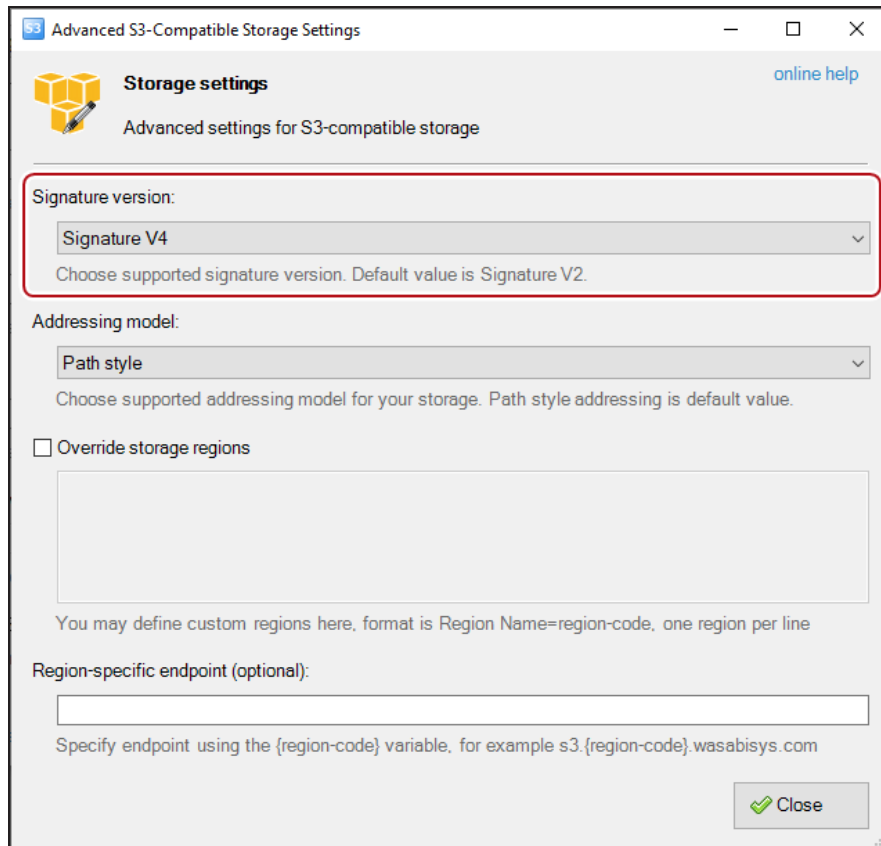 S3 Advanced S3-Compatible Storage Settings
online help
Storage settings
Advanced settings for S3-compatible storage
Signature version:
Signature V4
Choose supported signature version. Default value is Signature V2.
Addressing model:
Path style
Choose supported addressing model for your storage. Path style addressing is default value.
Override storage regions
You may define custom regions here, format is Region Name=region-code, one region per line
Region-specific endpoint (optional):
Specify endpoint using the {region-code} variable, for example s3.{region-code}.wasabisys.com
Close